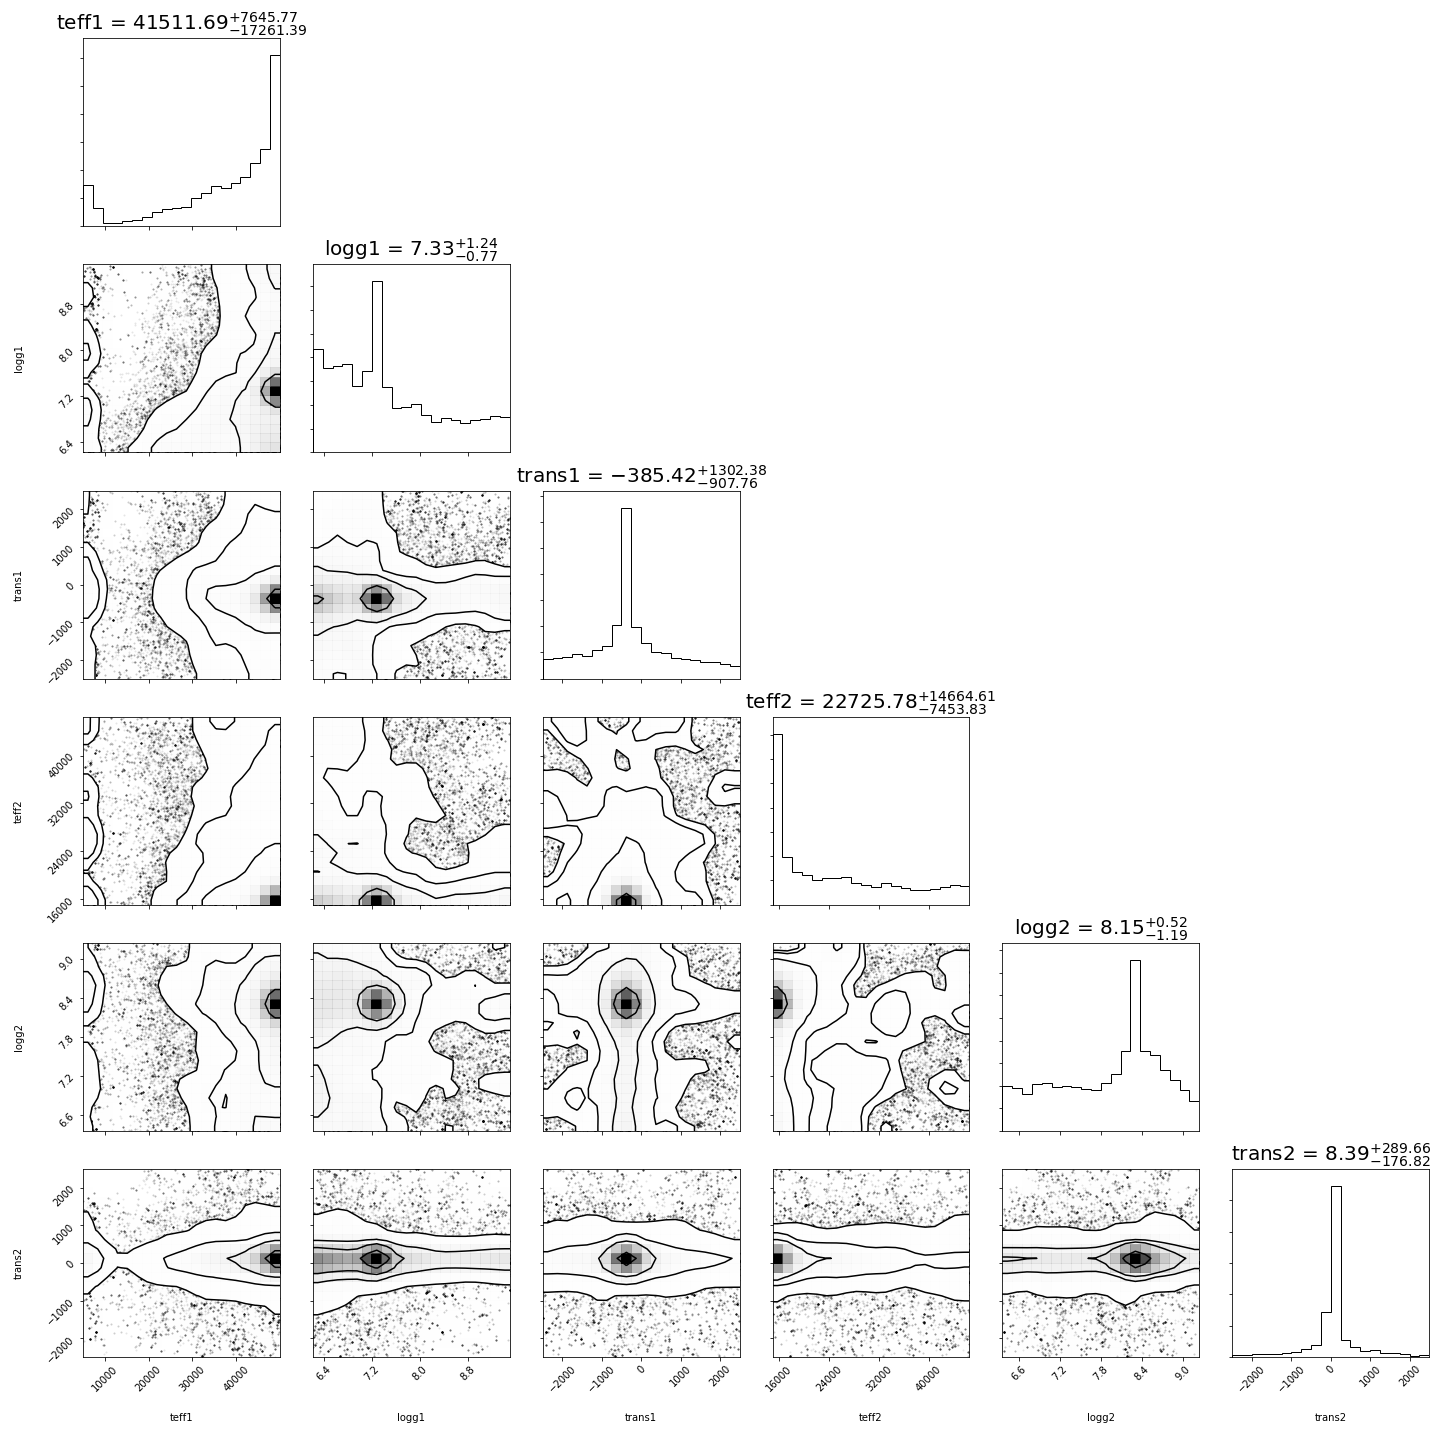 teff1 = 41511.69+7645.77−17261.39
logg1 = 7.33+1.24−0.77
8.8
8.0
7.2
6.4
logg1
trans1 = −385.42+1302.38−907.76
2000
1000
0
−1000
−2000
trans1
teff2 = 22725.78+14664.61−7453.83
40000
32000
24000
16000
teff2
logg2 = 8.15+0.52−1.19
9.0
8.4
7.8
7.2
6.6
logg2
trans2 = 8.39+289.66−176.82
2000
1000
0
−1000
−2000
trans2
10000 20000 30000 40000 6.4 7.2 8.0 8.8 −2000 −1000 0 1000 2000 16000 24000 32000 40000 6.6 7.2 7.8 8.4 9.0 −2000 −1000 0 1000 2000
teff1 logg1 trans1 teff2 logg2 trans2